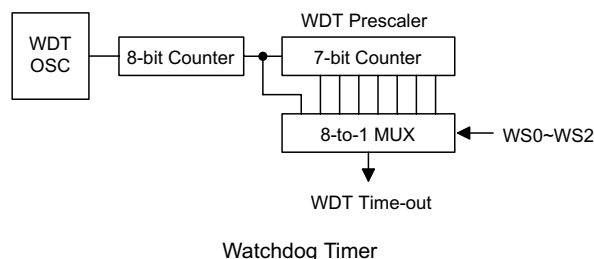 WDT Prescaler
WDT
OSC
8-bit Counter
7-bit Counter
8-to-1 MUX
WS0~WS2
WDT Time-out
Watchdog Timer